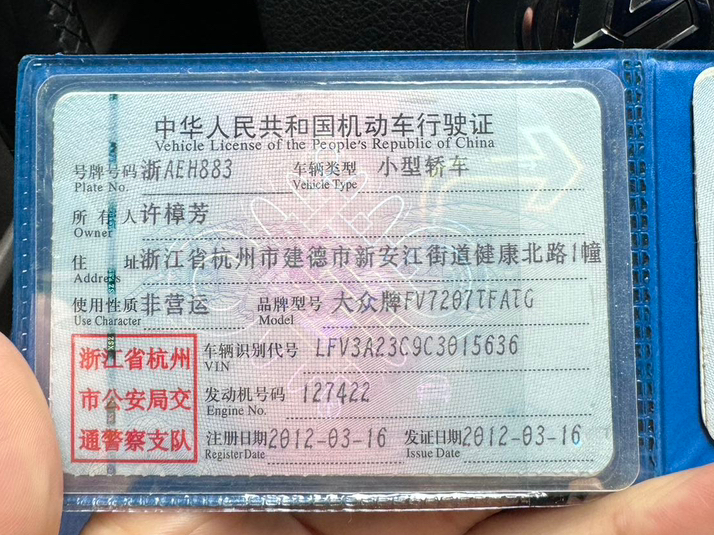 中华人民共和国机动车行驶证
Vehicle License of the People's Republic of China
号牌号码 浙AEH883 车辆类型 小型轿车
Plate No. Vehicle Type
所有人 许樟芳
Owner
住址 浙江省杭州市建德市新安江街道健康北路1幢
Address
使用性质 非营运 品牌型号 大众牌FV7207TFATG
Use Character Model
浙江省杭州
市公安局交
通警察支队
车辆识别代号 LFV3A23C9C3015636
VIN
发动机号码 127422
Engine No.
注册日期 2012-03-16 发证日期 2012-03-16
Register Date Issue Date